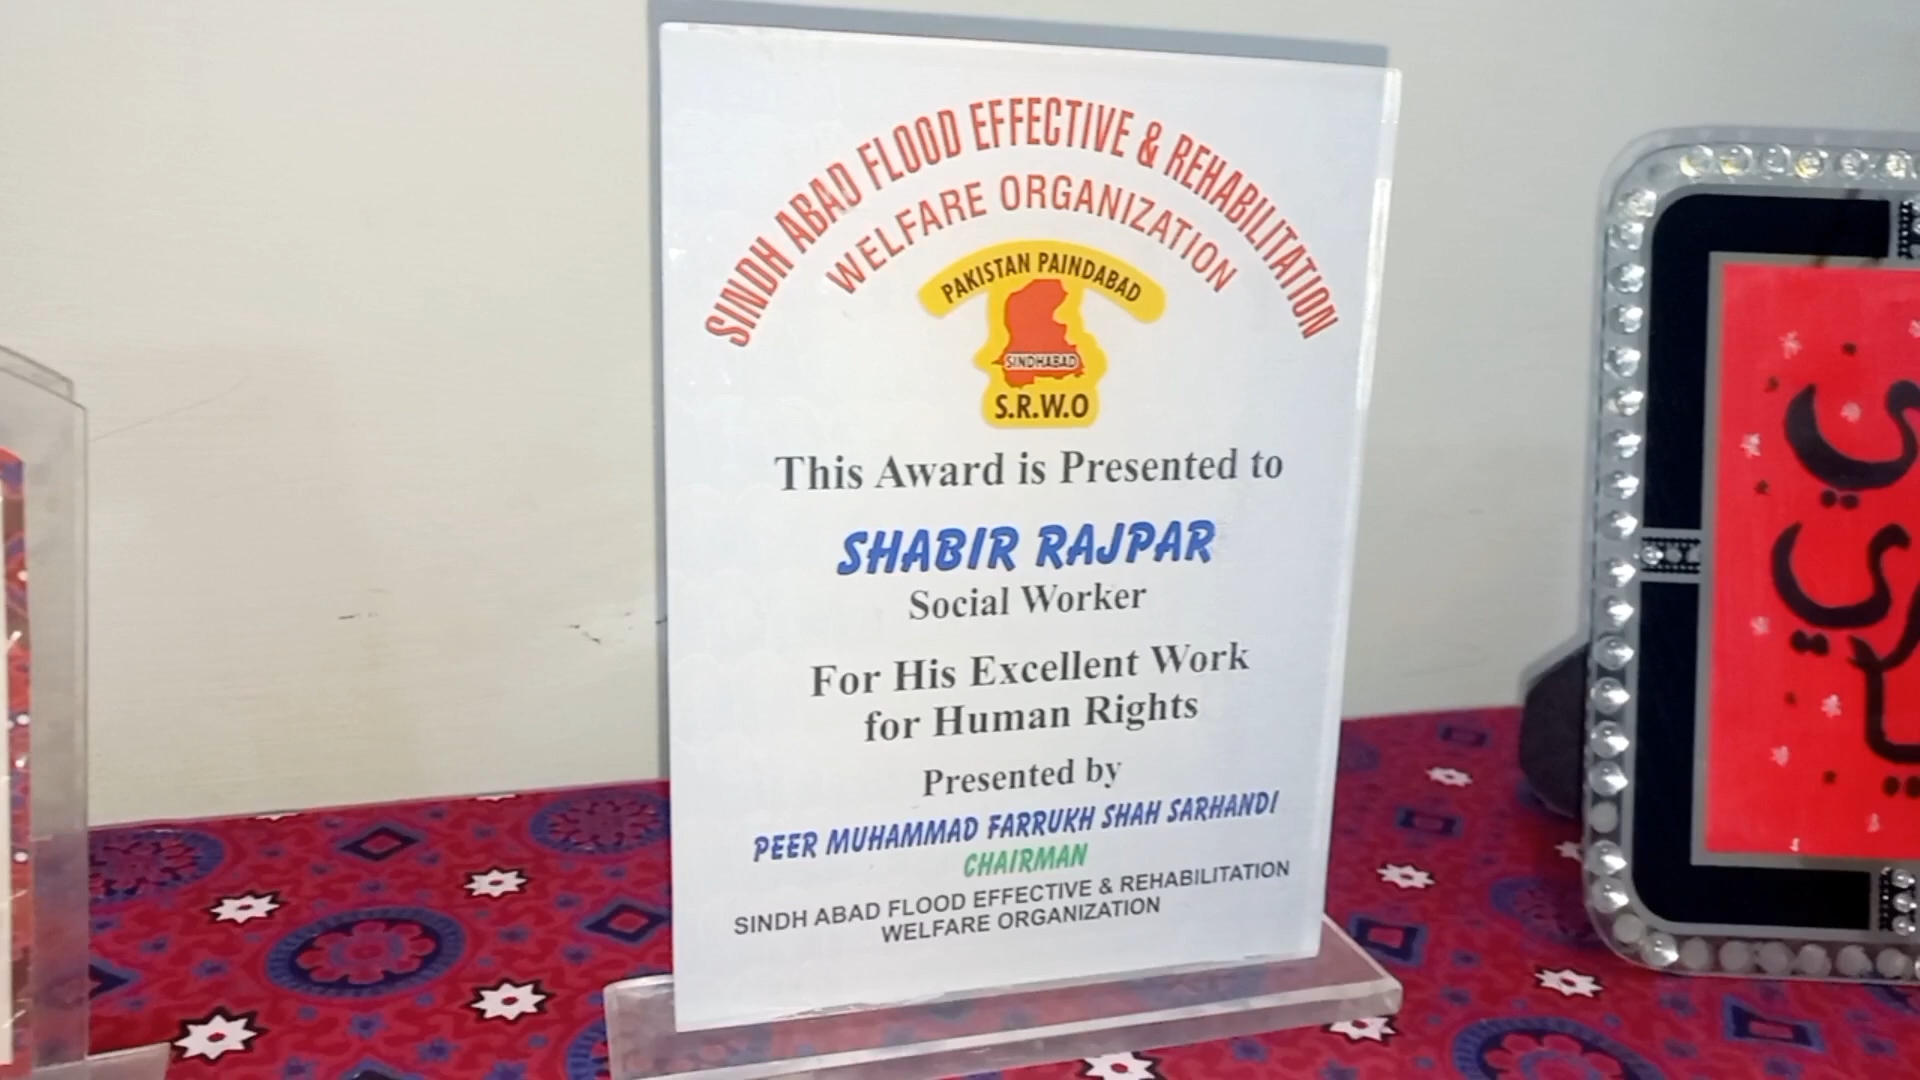 SINDH ABAD FLOOD EFFECTIVE & REHABILITATION
WELFARE ORGANIZATION
PAKISTAN PAINDABAD
SINDHABAD
S.R.W.O
This Award is Presented to
SHABIR RAJPAR
Social Worker
For His Excellent Work
for Human Rights
Presented by
PEER MUHAMMAD FARRUKH SHAH SARHANDI
CHAIRMAN
SINDH ABAD FLOOD EFFECTIVE & REHABILITATION
WELFARE ORGANIZATION